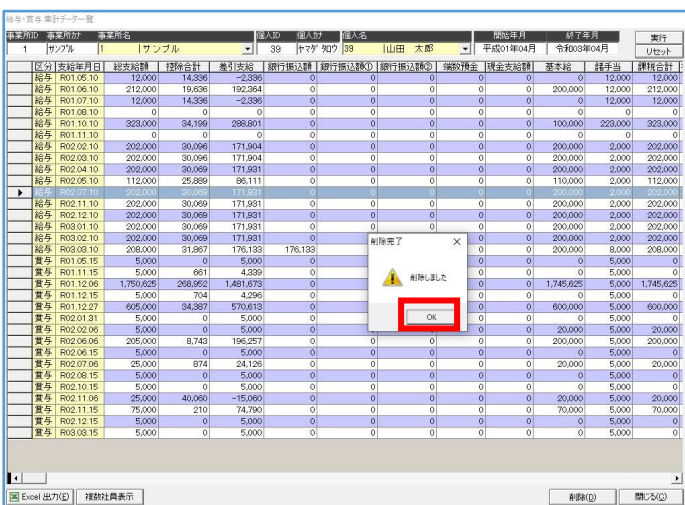 給与・賞与 集計データ一覧
事業所ID 事業所ｶﾅ 事業所名 個人ID 個人ｶﾅ 個人名 開始年月 終了年月 実行
1 ｻﾝﾌﾟﾙ 1 サンプル 39 ﾔﾏﾀﾞ ﾀﾛｳ 39 山田 太郎 平成01年04月 令和03年04月 リセット
区分 支給年月日 総支給額 控除合計 差引支給 銀行振込額 銀行振込額① 銀行振込額② 端数預金 現金支給額 基本給 諸手当 課税合計
給与 R01.05.10 12,000 14,336 -2,336 0 0 0 0 0 0 12,000 12,000
給与 R01.06.10 212,000 19,636 192,364 0 0 0 0 0 200,000 12,000 212,000
給与 R01.07.10 12,000 14,336 -2,336 0 0 0 0 0 0 12,000 12,000
給与 R01.08.10 0 0 0 0 0 0 0 0 0 0 0
給与 R01.10.10 323,000 34,199 288,801 0 0 0 0 0 100,000 223,000 323,000
給与 R01.11.10 0 0 0 0 0 0 0 0 0 0 0
給与 R02.02.10 202,000 30,096 171,904 0 0 0 0 0 200,000 2,000 202,000
給与 R02.03.10 202,000 30,096 171,904 0 0 0 0 0 200,000 2,000 202,000
給与 R02.04.10 202,000 30,069 171,931 0 0 0 0 0 200,000 2,000 202,000
給与 R02.05.10 112,000 25,889 86,111 0 0 0 0 0 110,000 2,000 112,000
給与 R02.07.10 202,000 30,069 171,931 0 0 0 0 0 200,000 2,000 202,000
給与 R02.11.10 202,000 30,069 171,931 0 0 0 0 0 200,000 2,000 202,000
給与 R02.12.10 202,000 30,069 171,931 0 0 0 200,000 2,000 202,000
給与 R03.01.10 202,000 30,069 171,931 0 0 200,000 2,000 202,000
給与 R03.02.10 202,000 30,069 171,931 0 0 200,000 2,000 202,000
給与 R03.03.10 208,000 31,867 176,133 176,133 200,000 8,000 208,000
賞与 R01.05.15 5,000 0 5,000 0 0 5,000 0
賞与 R01.11.15 5,000 661 4,339 0 0 5,000 0
賞与 R01.12.06 1,750,625 268,952 1,481,673 0 1,745,625 5,000 1,745,625
賞与 R01.12.15 5,000 704 4,296 0 0 5,000 0
賞与 R01.12.27 605,000 34,387 570,613 0 600,000 5,000 600,000
賞与 R02.01.31 5,000 0 5,000 0 0 5,000 0
賞与 R02.02.06 5,000 0 5,000 0 0 0 0 0 20,000 5,000 20,000
賞与 R02.06.06 205,000 8,743 196,257 0 0 0 0 0 200,000 5,000 200,000
賞与 R02.06.15 5,000 0 5,000 0 0 0 0 0 0 5,000 0
賞与 R02.07.06 25,000 874 24,126 0 0 0 0 0 20,000 5,000 20,000
賞与 R02.08.15 5,000 0 5,000 0 0 0 0 0 0 5,000 0
賞与 R02.10.15 5,000 0 5,000 0 0 0 0 0 0 5,000 0
賞与 R02.11.06 25,000 40,060 -15,060 0 0 0 0 0 20,000 5,000 20,000
賞与 R02.11.15 75,000 210 74,790 0 0 0 0 0 70,000 5,000 70,000
賞与 R02.12.15 5,000 0 5,000 0 0 0 0 0 0 5,000 0
賞与 R03.03.15 5,000 0 5,000 0 0 0 0 0 0 5,000 0
削除完了
削除しました
OK
Excel 出力(E) 複数社員表示 削除(D) 閉じる(C)